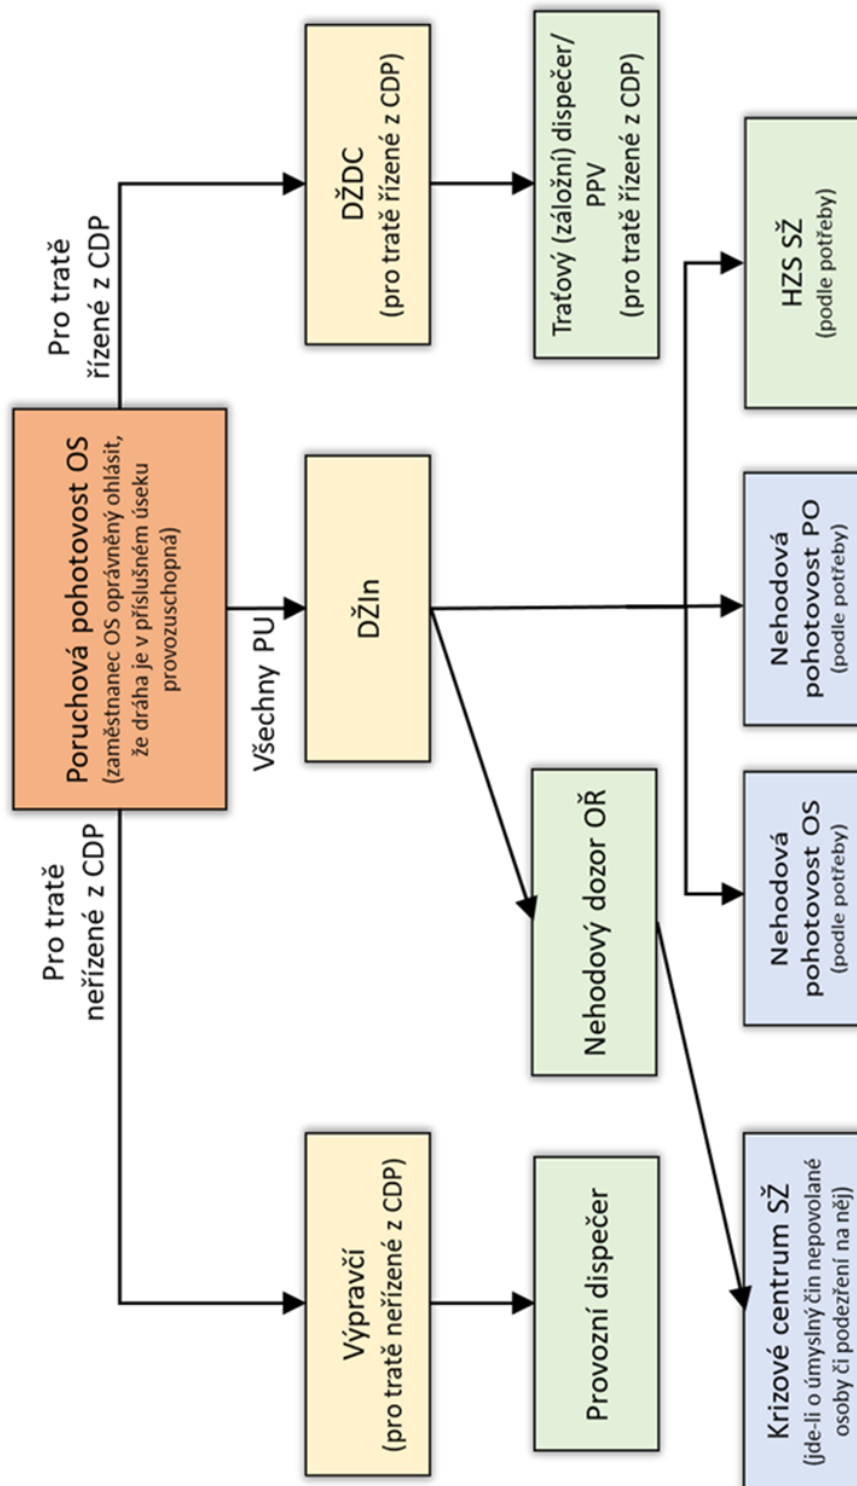 Poruchová pohotovost OS
(zaměstnanec OS oprávněný ohlásit,
že dráha je v příslušném úseku
provozuschopná)
Pro tratě
neřízené z CDP
Všechny PU
Pro tratě
řízené z CDP
Výpravčí
(pro tratě neřízené z CDP)
DŽIn
DŽDC
(pro tratě řízené z CDP)
Provozní dispečer
Nehodový dozor OŘ
Traťový (záložní) dispečer/
PPV
(pro tratě řízené z CDP)
Krizové centrum SŽ
(jde-li o úmyslný čin nepovolané
osoby či podezření na něj)
Nehodová
pohotovost OS
(podle potřeby)
Nehodová
pohotovost PO
(podle potřeby)
HZS SŽ
(podle potřeby)